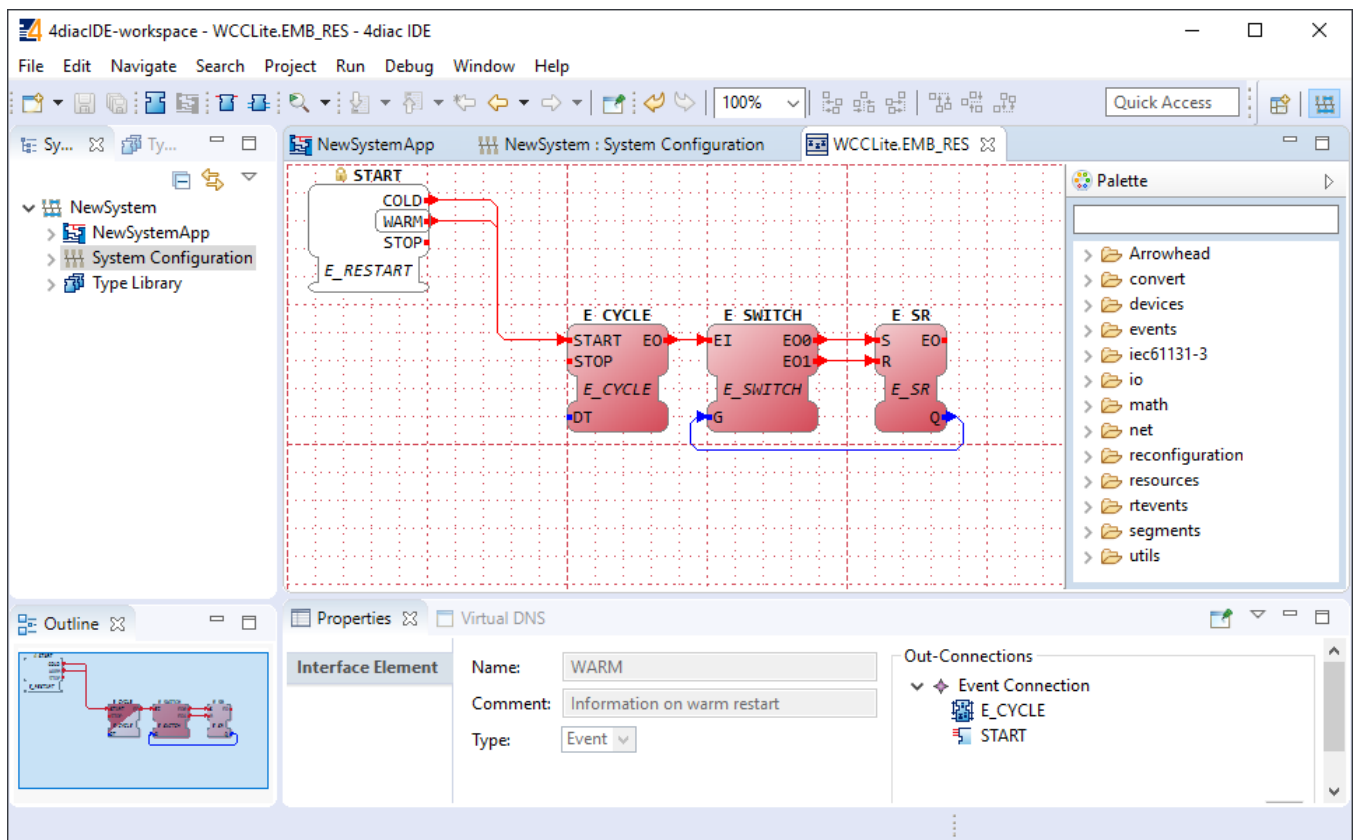 4diacIDE-workspace - WCCLite.EMB_RES - 4diac IDE
File Edit Navigate Search Project Run Debug Window Help
100%
Quick Access
Sy...
Ty...
NewSystemApp
NewSystem : System Configuration
WCCLite.EMB_RES
NewSystem
NewSystemApp
System Configuration
Type Library
START
COLD
WARM
STOP
E_RESTART
E_CYCLE
START EO
STOP
E_CYCLE
DT
E_SWITCH
EI EO0
EO1
E_SWITCH
G
E_SR
S EO
R
E_SR
Q
Palette
Arrowhead
convert
devices
events
iec61131-3
io
math
net
reconfiguration
resources
rtevents
segments
utils
Outline
Properties
Virtual DNS
Interface Element
Name: WARM
Comment: Information on warm restart
Type: Event
Out-Connections
Event Connection
E_CYCLE
START